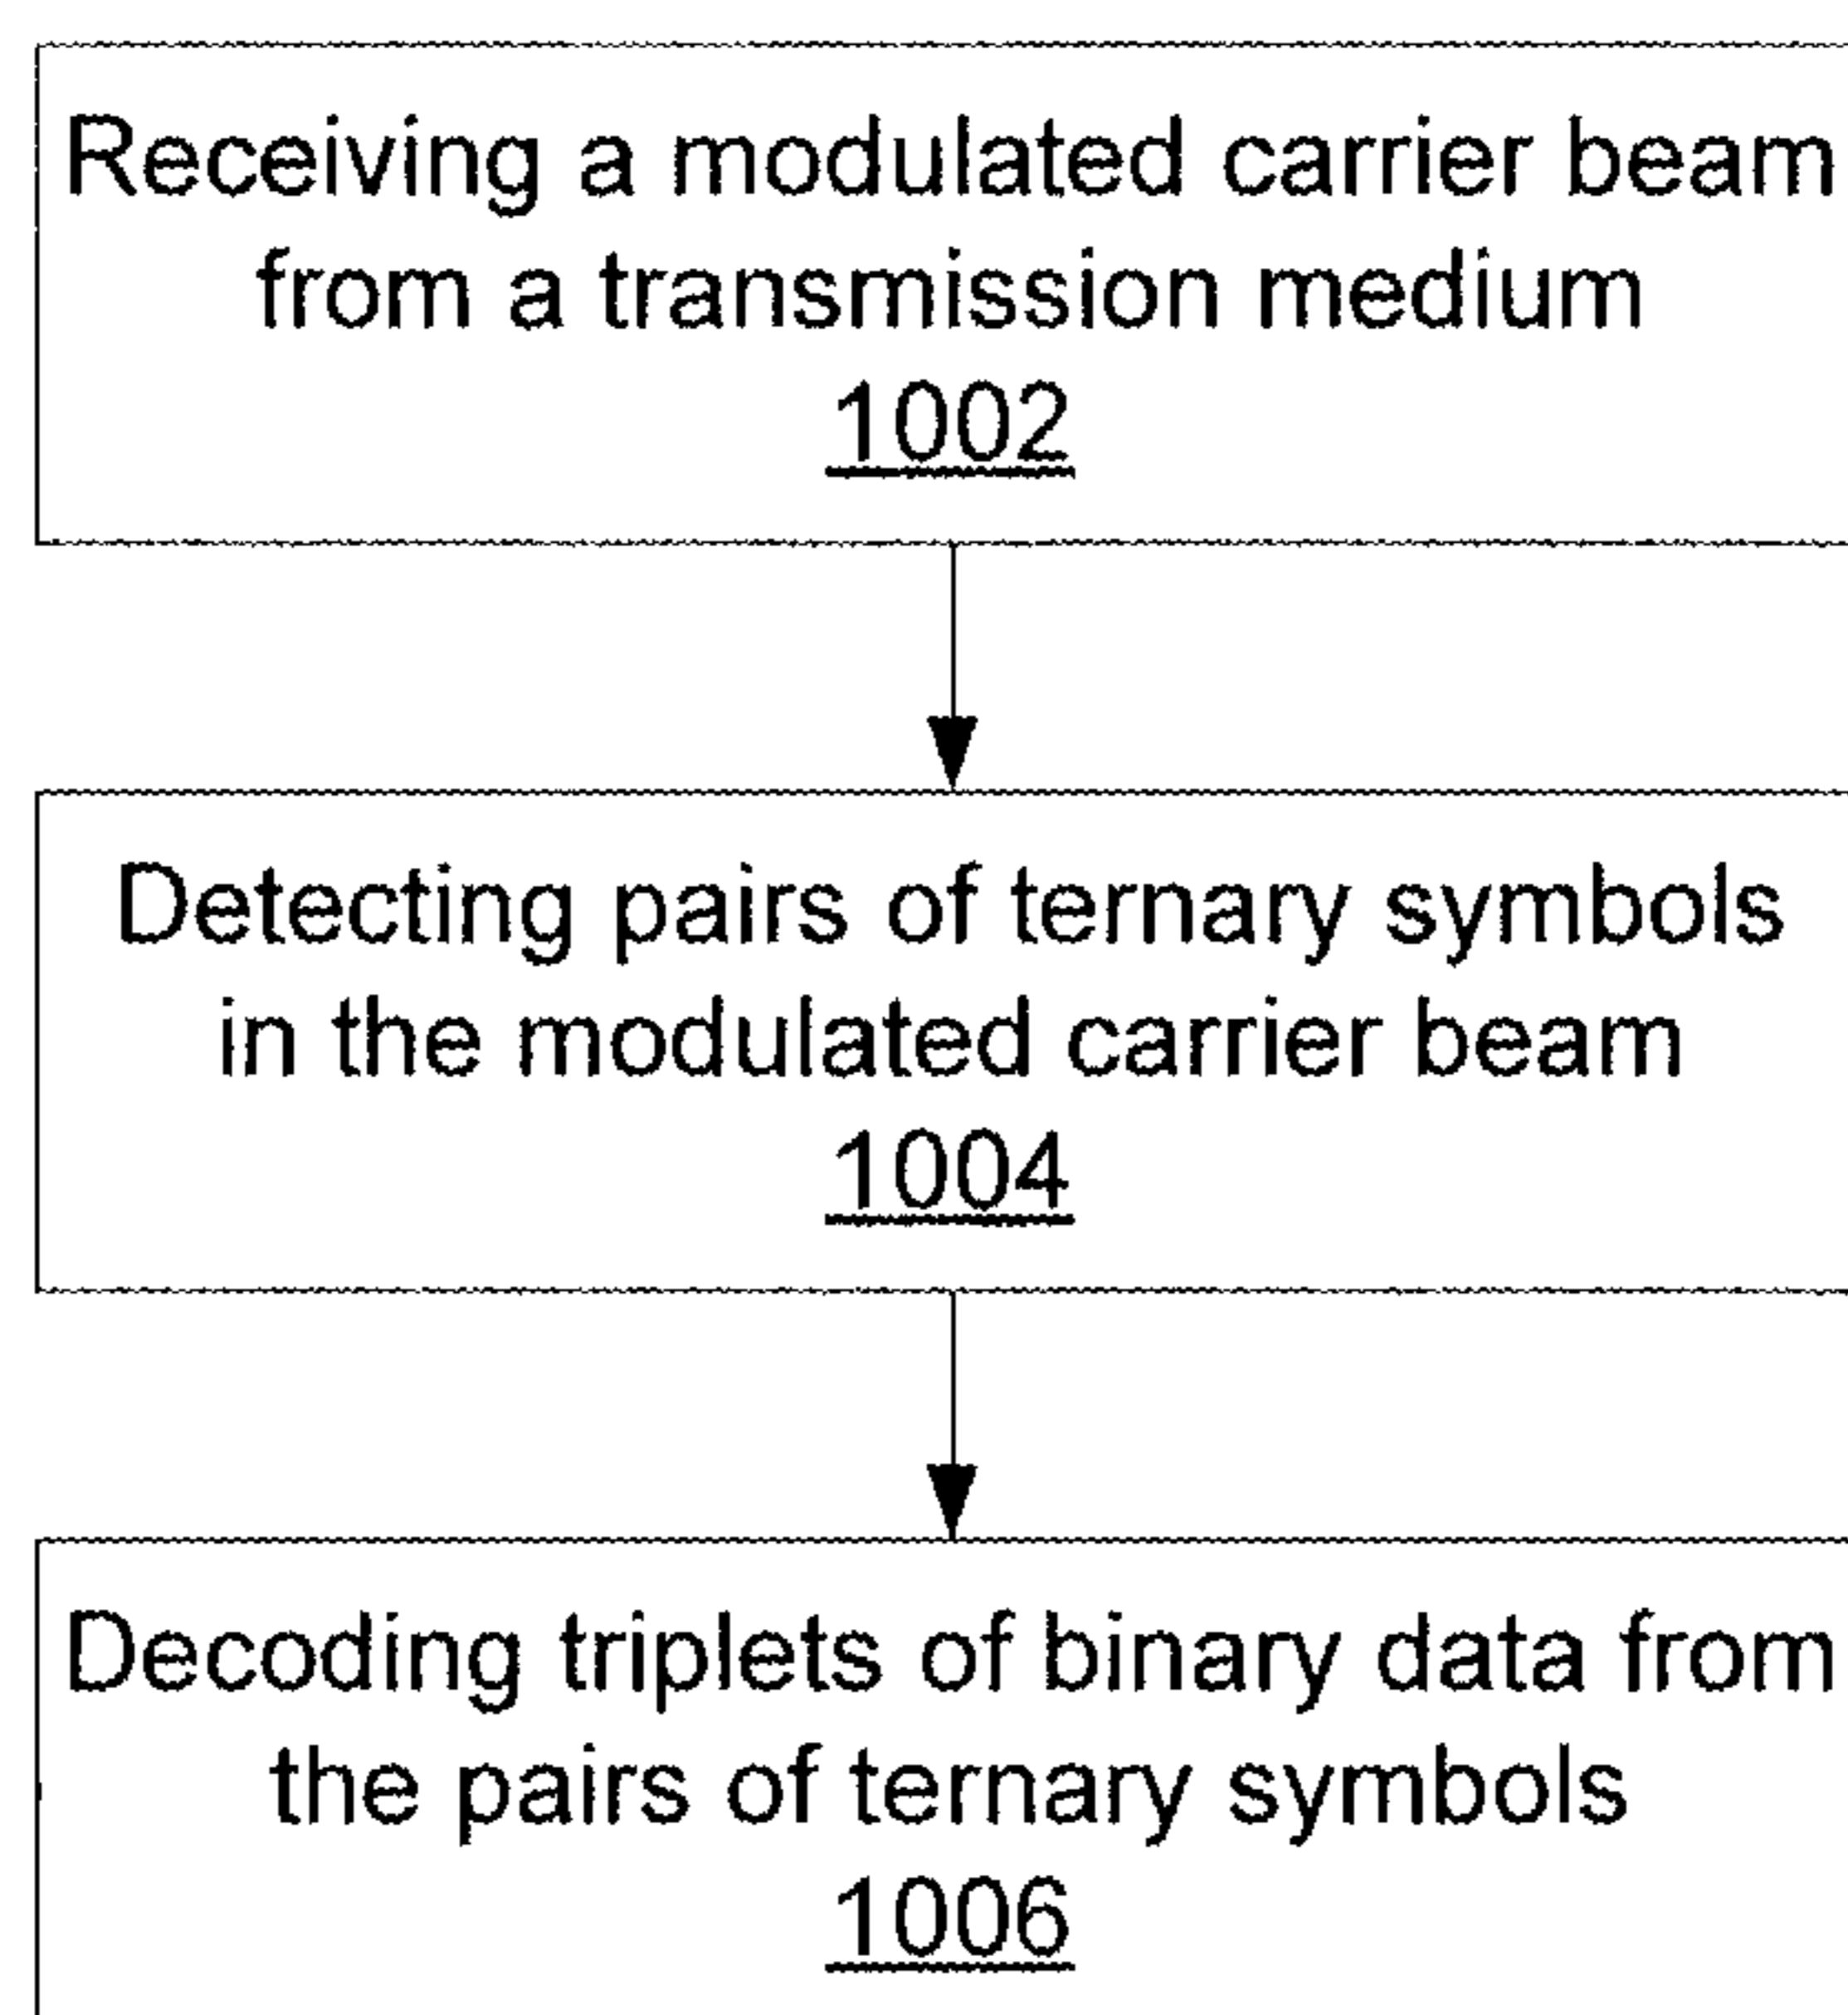 Receiving a modulated carrier beam
from a transmission medium
1002
Detecting pairs of ternary symbols
in the modulated carrier beam
1004
Decoding triplets of binary data from
the pairs of ternary symbols
1006